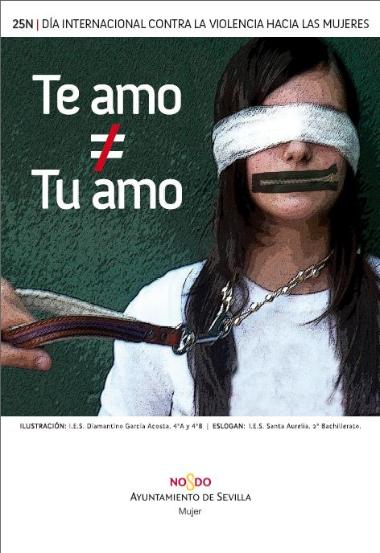 25N | DÍA INTERNACIONAL CONTRA LA VIOLENCIA HACIA LAS MUJERES
Te amo
≠
Tu amo
ILUSTRACIÓN: I.E.S. Diamantino García Acosta, 4ºA y 4ºB | ESLOGAN: I.E.S. Santa Aurelia, 2º Bachillerato.
NO8DO
AYUNTAMIENTO DE SEVILLA
Mujer